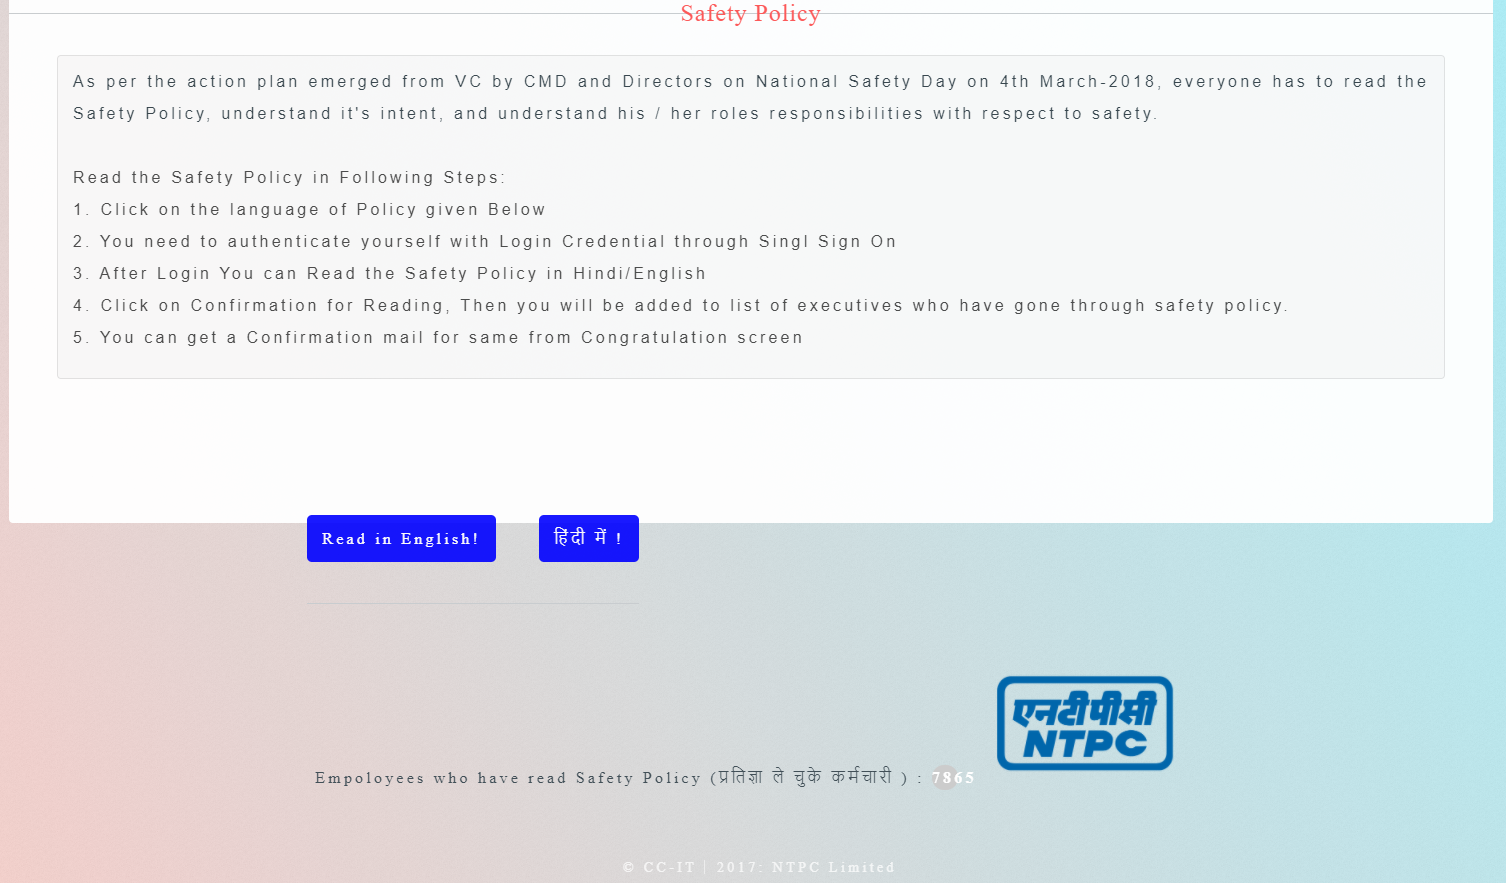 Safety Policy
As per the action plan emerged from VC by CMD and Directors on National Safety Day on 4th March-2018, everyone has to read the
Safety Policy, understand it's intent, and understand his / her roles responsibilities with respect to safety.
Read the Safety Policy in Following Steps:
1. Click on the language of Policy given Below
2. You need to authenticate yourself with Login Credential through Singl Sign On
3. After Login You can Read the Safety Policy in Hindi/English
4. Click on Confirmation for Reading, Then you will be added to list of executives who have gone through safety policy.
5. You can get a Confirmation mail for same from Congratulation screen
Read in English! हिंदी में !
एनटीपीसी
NTPC
Empoloyees who have read Safety Policy (प्रतिज्ञा ले चुके कर्मचारी ) : 7865
© CC-IT | 2017: NTPC Limited